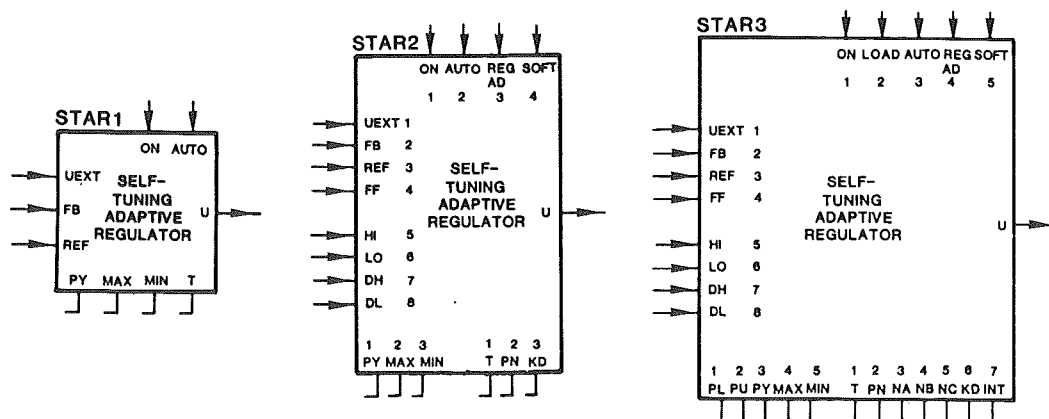 STAR1
ON AUTO
UEXT
FB
REF
SELF-
TUNING
ADAPTIVE
REGULATOR
U
PY MAX MIN T
STAR2
ON AUTO REG SOFT
AD
1 2 3 4
UEXT 1
FB 2
REF 3
FF 4
SELF-
TUNING
ADAPTIVE
REGULATOR
U
HI 5
LO 6
DH 7
DL 8
1 2 3 1 2 3
PY MAX MIN T PN KD
STAR3
ON LOAD AUTO REG SOFT
AD
1 2 3 4 5
UEXT 1
FB 2
REF 3
FF 4
SELF-
TUNING
ADAPTIVE
REGULATOR
U
HI 5
LO 6
DH 7
DL 8
1 2 3 4 5 1 2 3 4 5 6 7
PL PU PY MAX MIN T PN NA NB NC KD INT